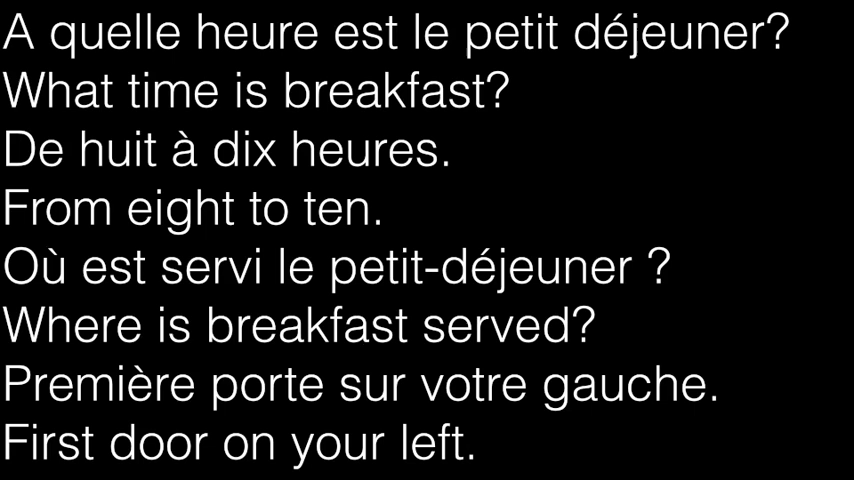 A quelle heure est le petit déjeuner?
What time is breakfast?
De huit à dix heures.
From eight to ten.
Où est servi le petit-déjeuner ?
Where is breakfast served?
Première porte sur votre gauche.
First door on your left.